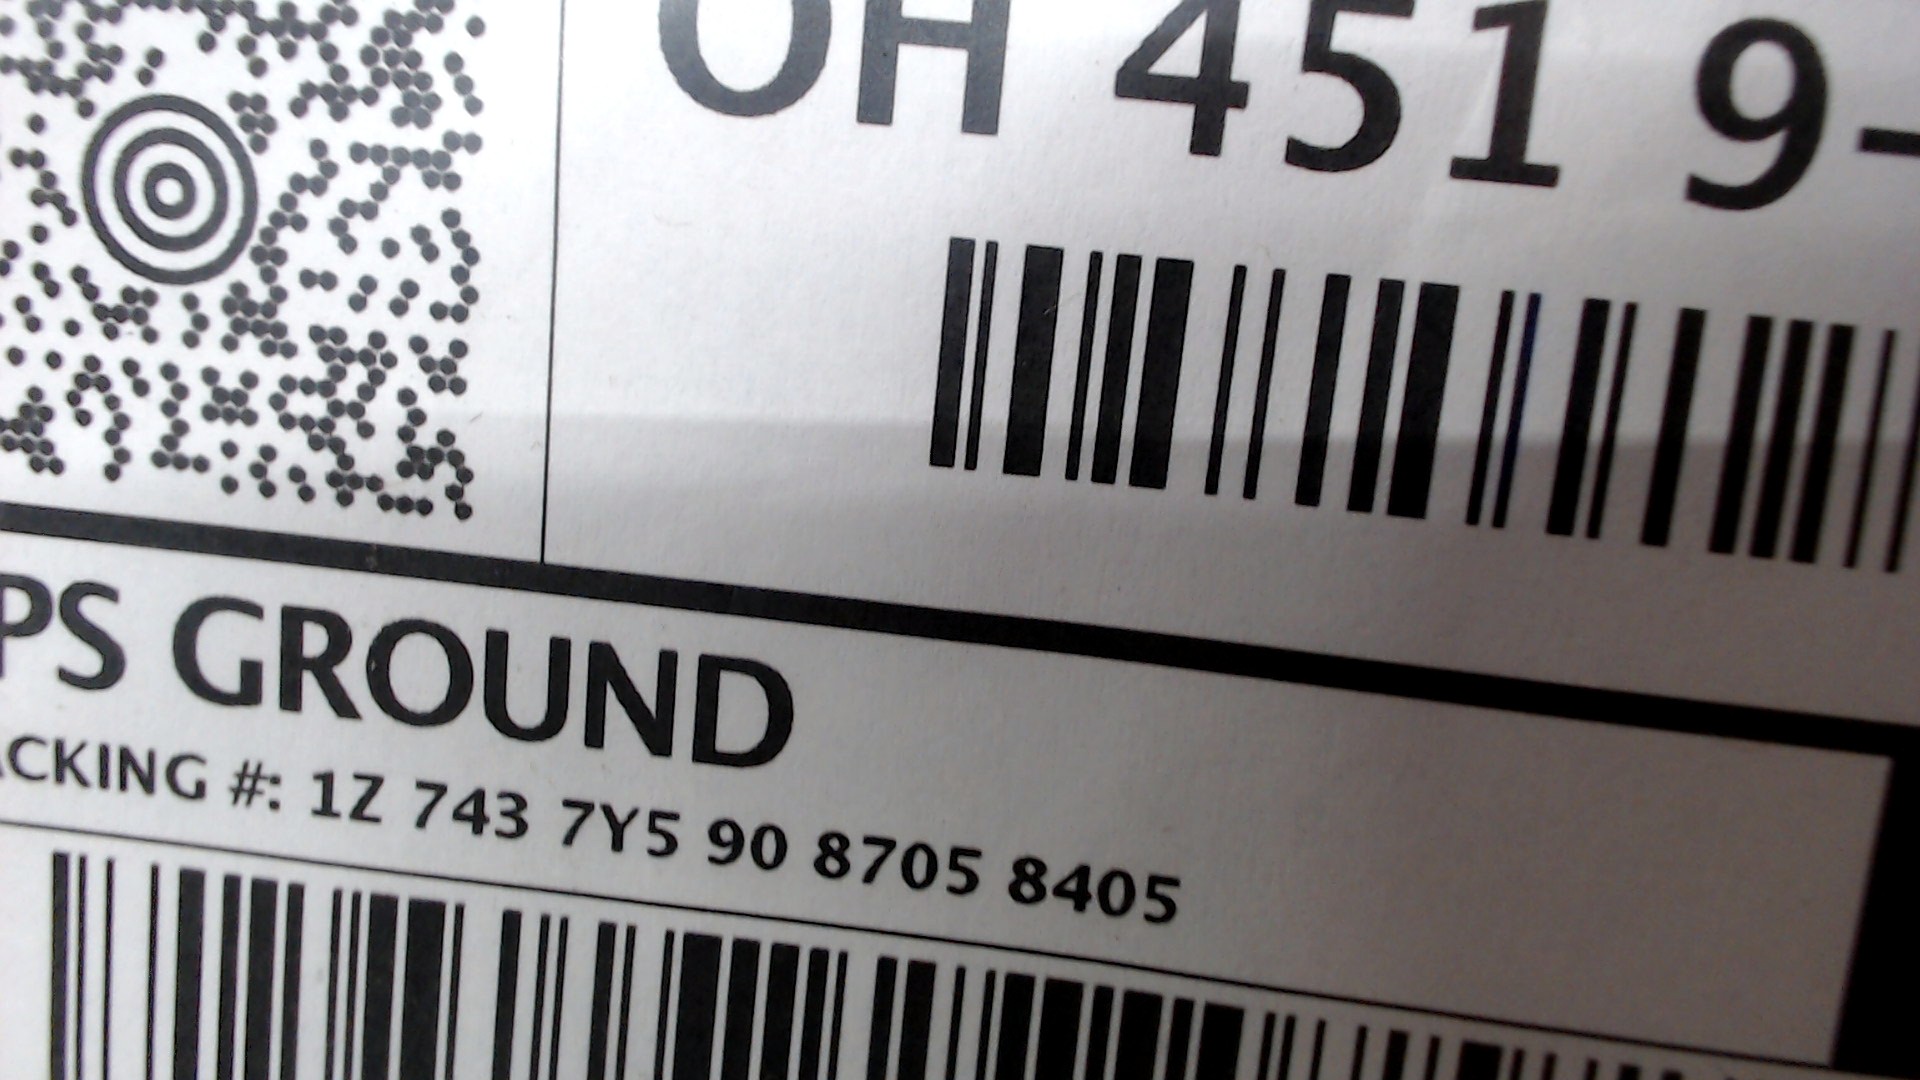 OH 451 9-
PS GROUND
ACKING #: 1Z 743 7Y5 90 8705 8405